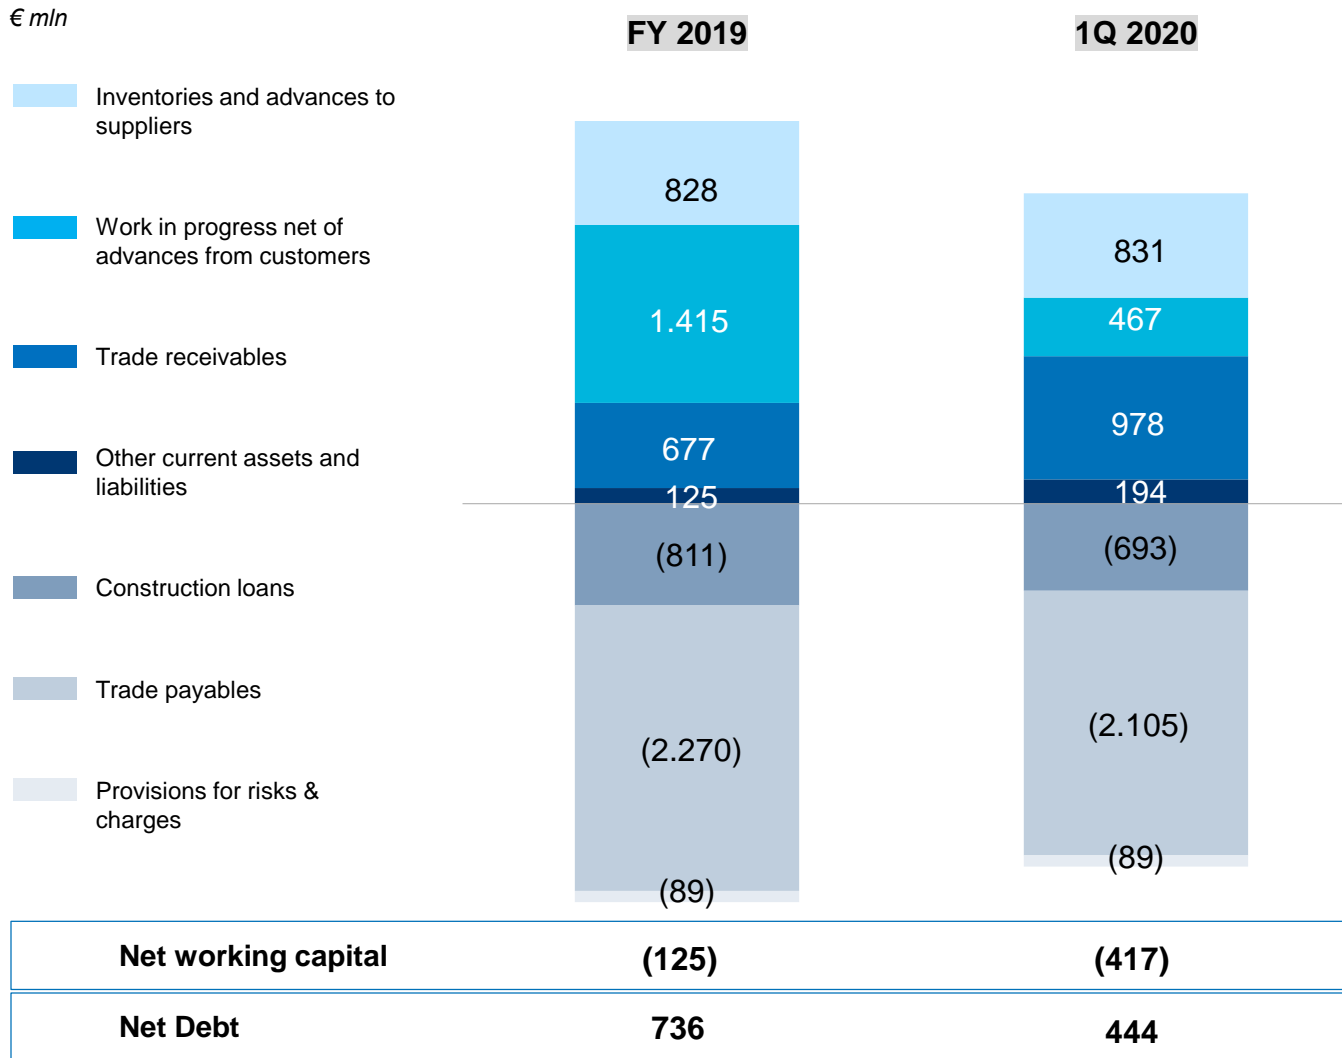 € mln
FY 2019
1Q 2020
Inventories and advances to
suppliers
828
831
Work in progress net of
advances from customers
1.415
467
Trade receivables
677
978
Other current assets and
liabilities
125
194
Construction loans
(811)
(693)
Trade payables
(2.270)
(2.105)
Provisions for risks &
charges
(89)
(89)
Net working capital
(125)
(417)
Net Debt
736
444